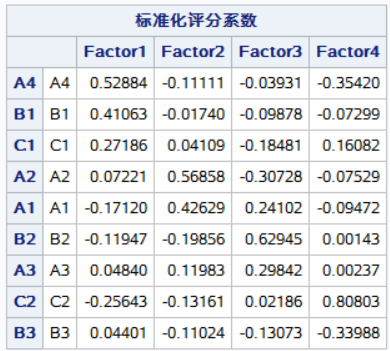 标准化评分系数
Factor1 Factor2 Factor3 Factor4
A4 A4 0.52884 -0.11111 -0.03931 -0.35420
B1 B1 0.41063 -0.01740 -0.09878 -0.07299
C1 C1 0.27186 0.04109 -0.18481 0.16082
A2 A2 0.07221 0.56858 -0.30728 -0.07529
A1 A1 -0.17120 0.42629 0.24102 -0.09472
B2 B2 -0.11947 -0.19856 0.62945 0.00143
A3 A3 0.04840 0.11983 0.29842 0.00237
C2 C2 -0.25643 -0.13161 0.02186 0.80803
B3 B3 0.04401 -0.11024 -0.13073 -0.33988